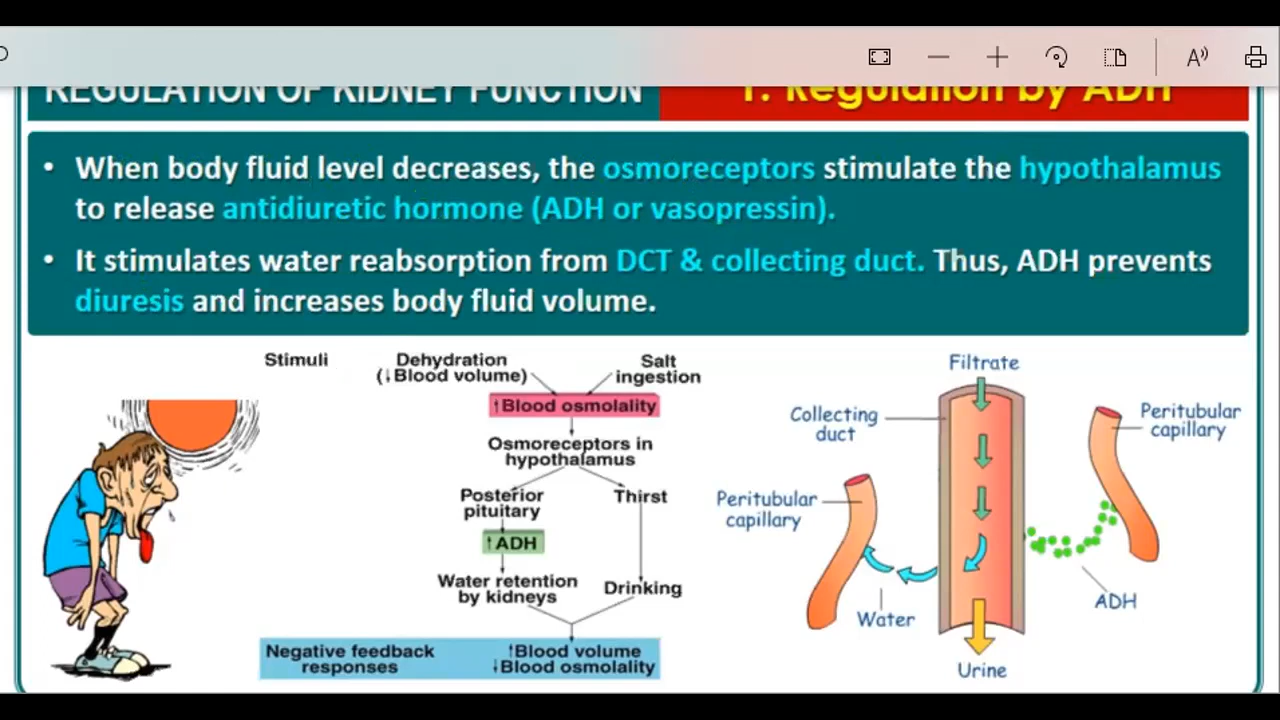 REGULATION OF KIDNEY FUNCTION
1. Regulation by ADH
• When body fluid level decreases, the osmoreceptors stimulate the hypothalamus
to release antidiuretic hormone (ADH or vasopressin).
• It stimulates water reabsorption from DCT & collecting duct. Thus, ADH prevents
diuresis and increases body fluid volume.
Stimuli
Dehydration
(↓Blood volume)
Salt
ingestion
↑Blood osmolality
Osmoreceptors in
hypothalamus
Posterior
pituitary
Thirst
↑ADH
Water retention
by kidneys
Drinking
Negative feedback
responses
↑Blood volume
↓Blood osmolality
Filtrate
Collecting
duct
Peritubular
capillary
Peritubular
capillary
Water
ADH
Urine